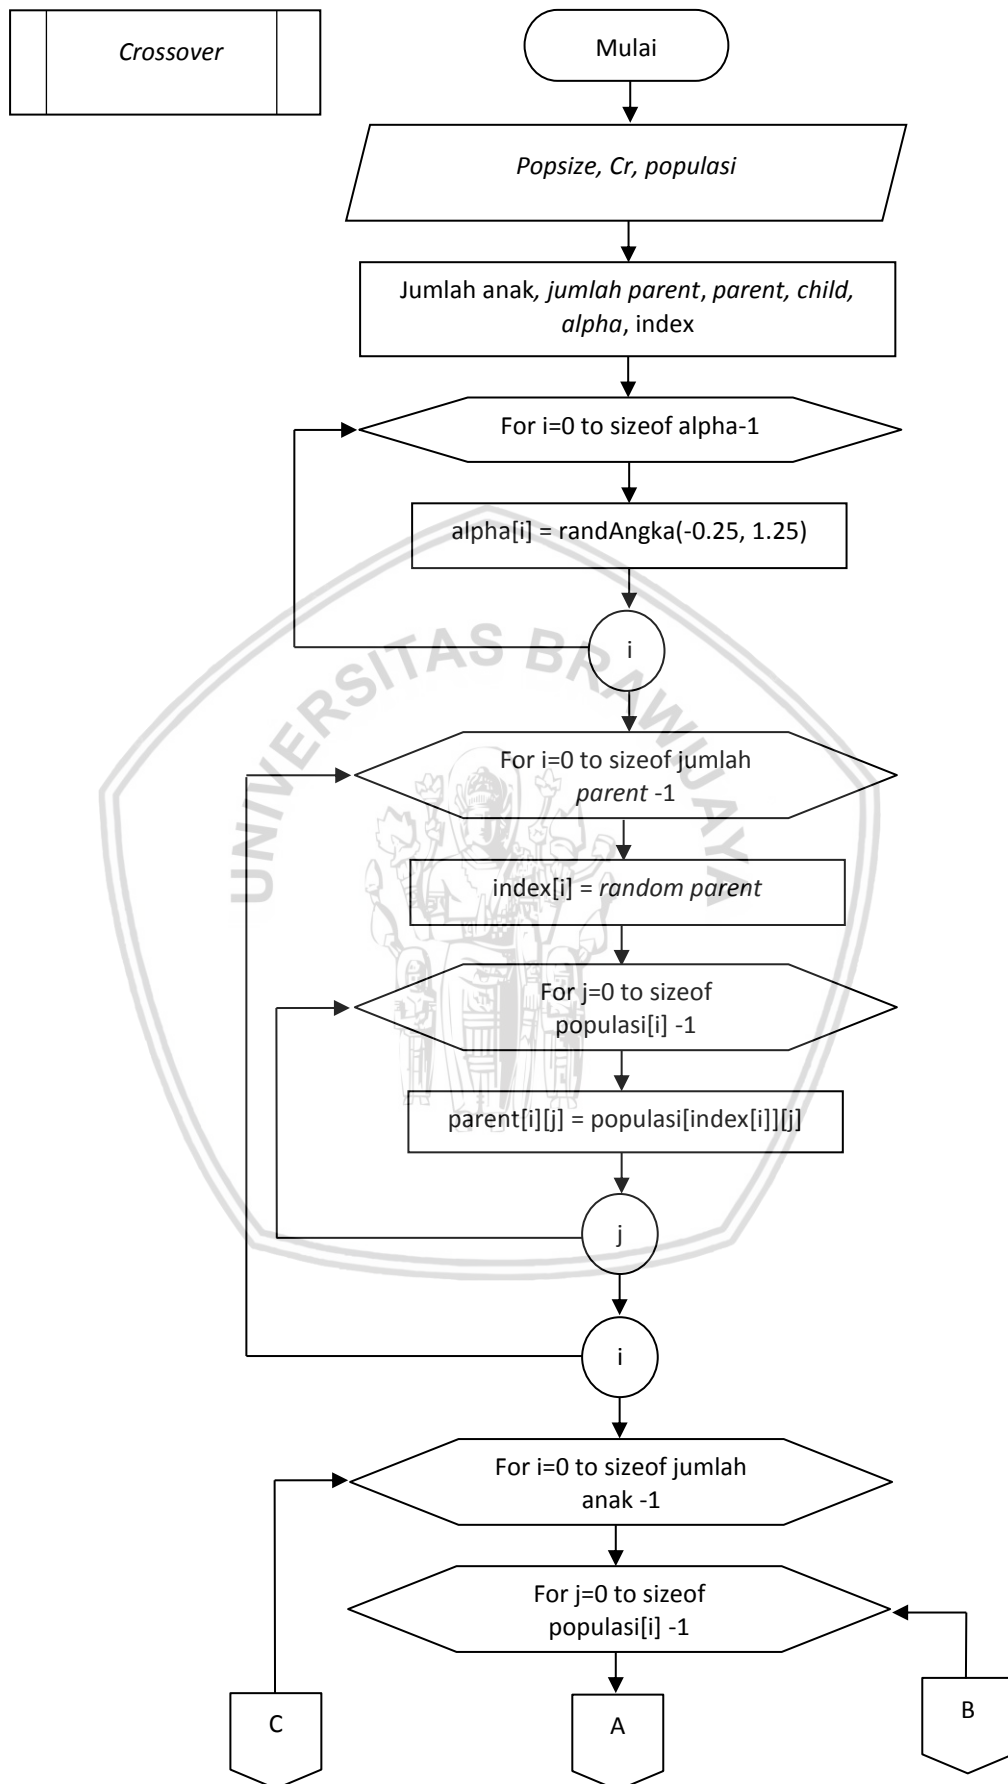 Crossover
Mulai
Popsize, Cr, populasi
Jumlah anak, jumlah parent, parent, child,
alpha, index
For i=0 to sizeof alpha-1
alpha[i] = randAngka(-0.25, 1.25)
i
UNIVERSITAS BRAWIJAYA
For i=0 to sizeof jumlah
parent -1
index[i] = random parent
For j=0 to sizeof
populasi[i] -1
parent[i][j] = populasi[index[i]][j]
j
i
For i=0 to sizeof jumlah
anak -1
For j=0 to sizeof
populasi[i] -1
C
A
B